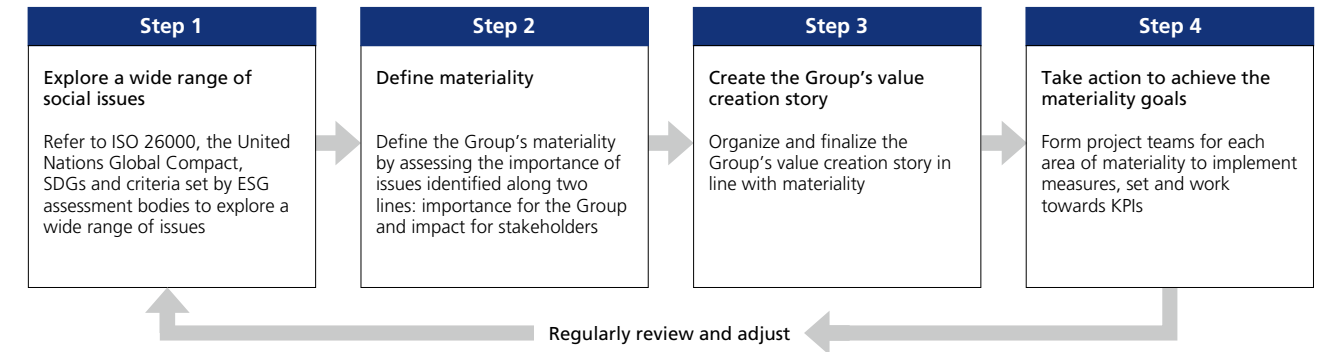 Step 1
Explore a wide range of
social issues
Refer to ISO 26000, the United
Nations Global Compact,
SDGs and criteria set by ESG
assessment bodies to explore a
wide range of issues
Step 2
Define materiality
Define the Group's materiality
by assessing the importance of
issues identified along two
lines: importance for the Group
and impact for stakeholders
Step 3
Create the Group's value
creation story
Organize and finalize the
Group's value creation story in
line with materiality
Step 4
Take action to achieve the
materiality goals
Form project teams for each
area of materiality to implement
measures, set and work
towards KPIs
Regularly review and adjust